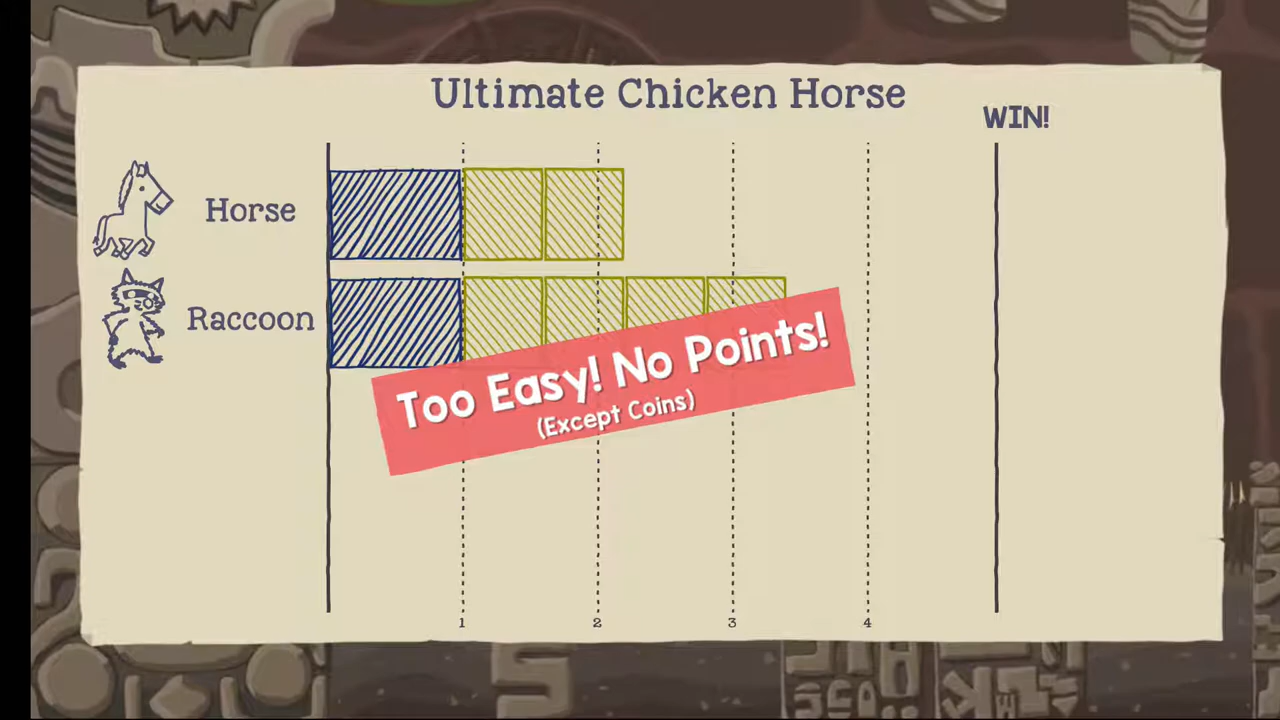 Ultimate Chicken Horse
WIN!
Horse
Raccoon
Too Easy! No Points!
(Except Coins)
1 2 3 4